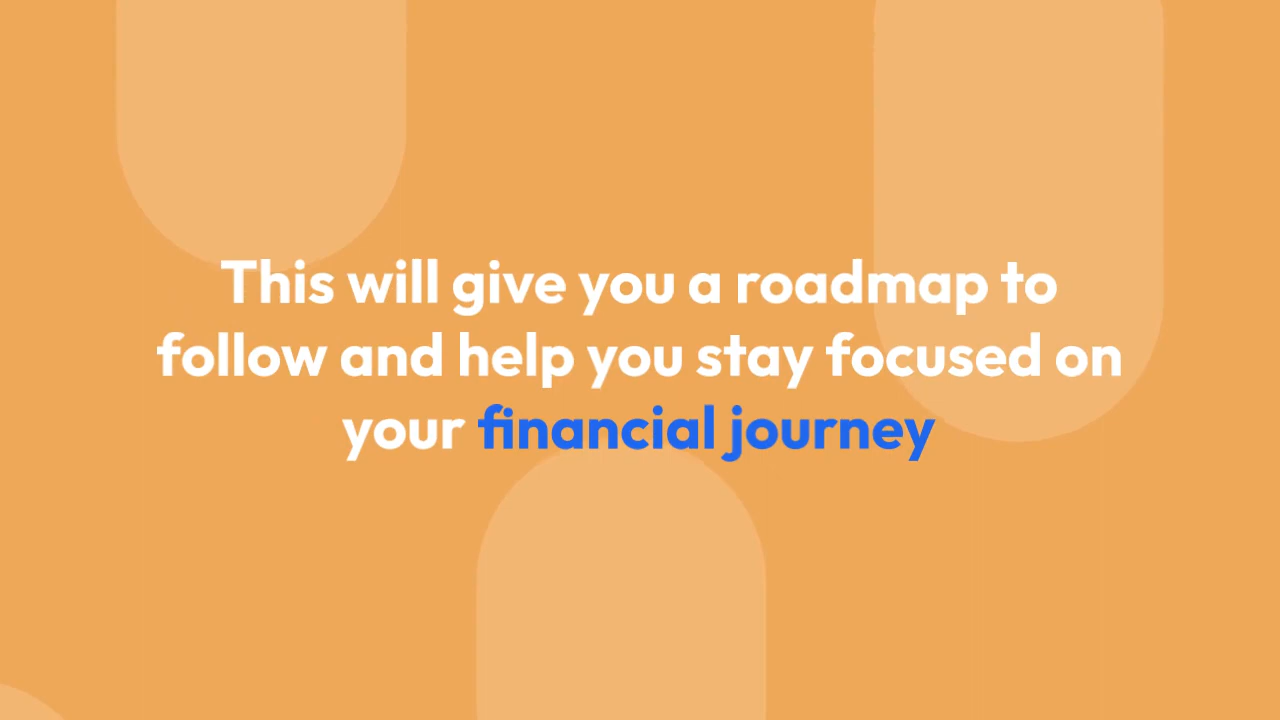 This will give you a roadmap to
follow and help you stay focused on
your financial journey